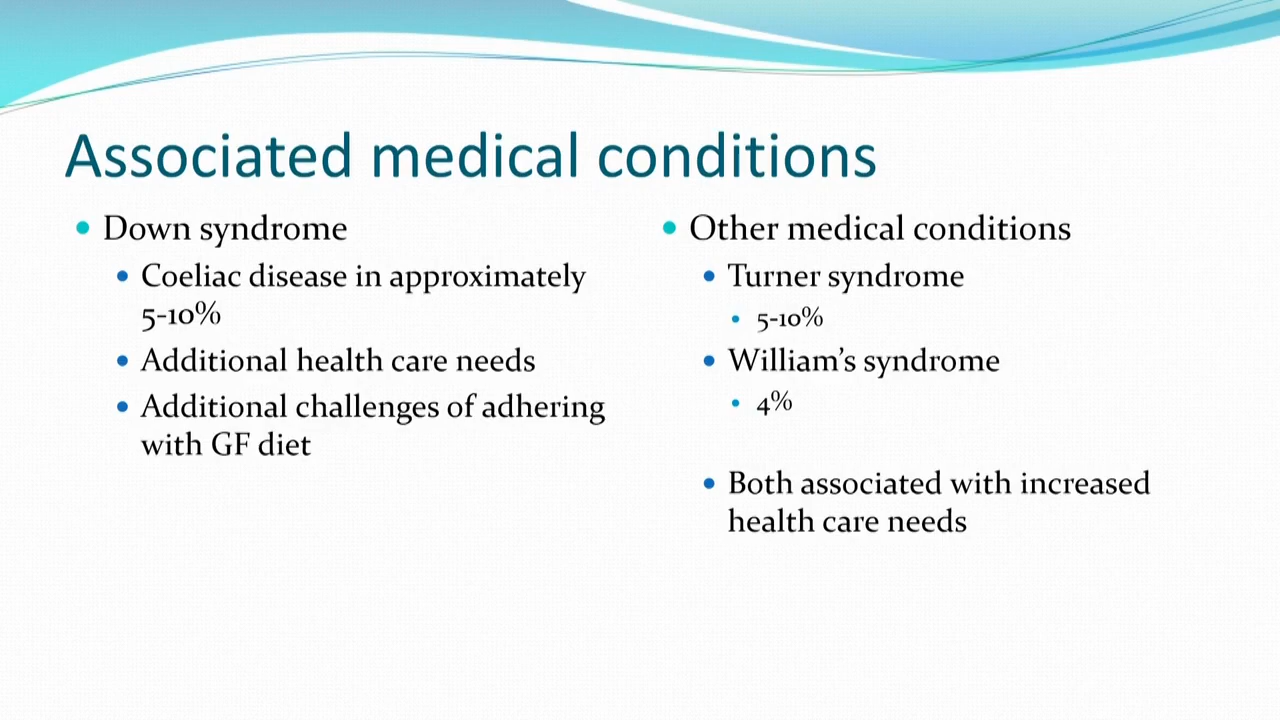 Associated medical conditions
• Down syndrome
• Coeliac disease in approximately
5-10%
• Additional health care needs
• Additional challenges of adhering
with GF diet
• Other medical conditions
• Turner syndrome
• 5-10%
• William’s syndrome
• 4%
• Both associated with increased
health care needs